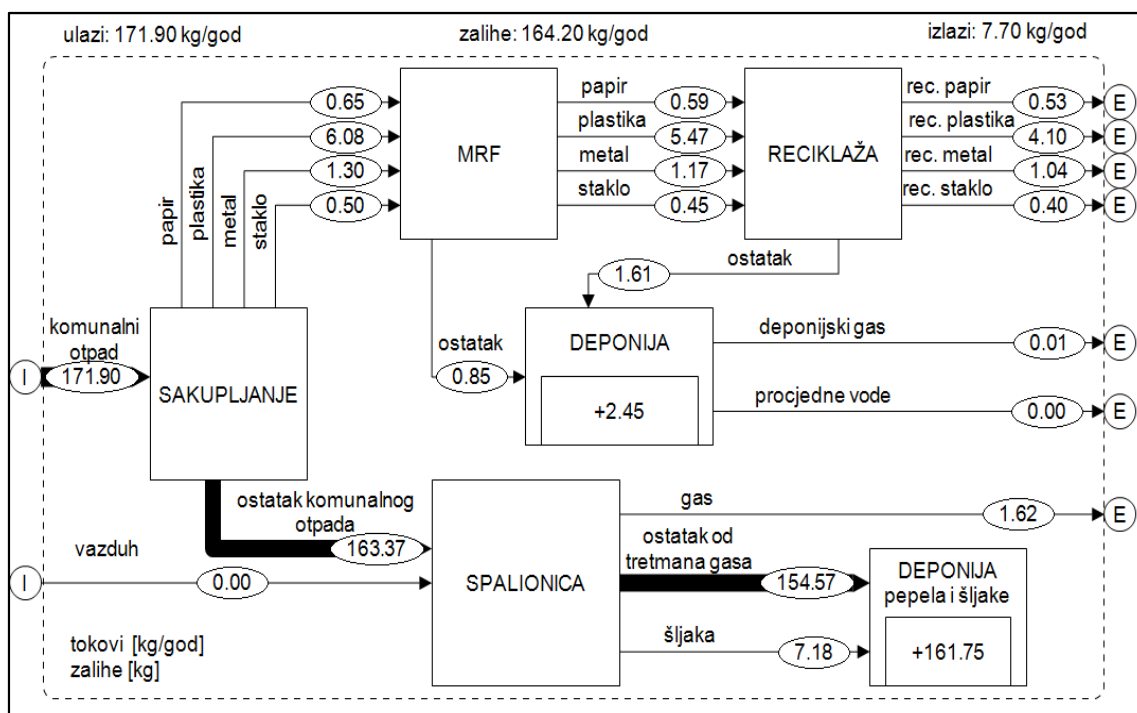 ulazi: 171.90 kg/god
zalihe: 164.20 kg/god
izlazi: 7.70 kg/god
papir
plastika
metal
staklo
0.65
6.08
1.30
0.50
MRF
papir
0.59
plastika
5.47
metal
1.17
staklo
0.45
RECIKLAŽA
rec. papir
0.53
E
rec. plastika
4.10
E
rec. metal
1.04
E
rec. staklo
0.40
E
ostatak
1.61
komunalni
otpad
I
171.90
SAKUPLJANJE
ostatak
0.85
DEPONIJA
+2.45
deponijski gas
0.01
E
procjedne vode
0.00
E
ostatak komunalnog
otpada
163.37
vazduh
I
0.00
SPALIONICA
gas
1.62
E
ostatak od
tretmana gasa
154.57
šljaka
7.18
DEPONIJA
pepela i šljake
+161.75
tokovi [kg/god]
zalihe [kg]